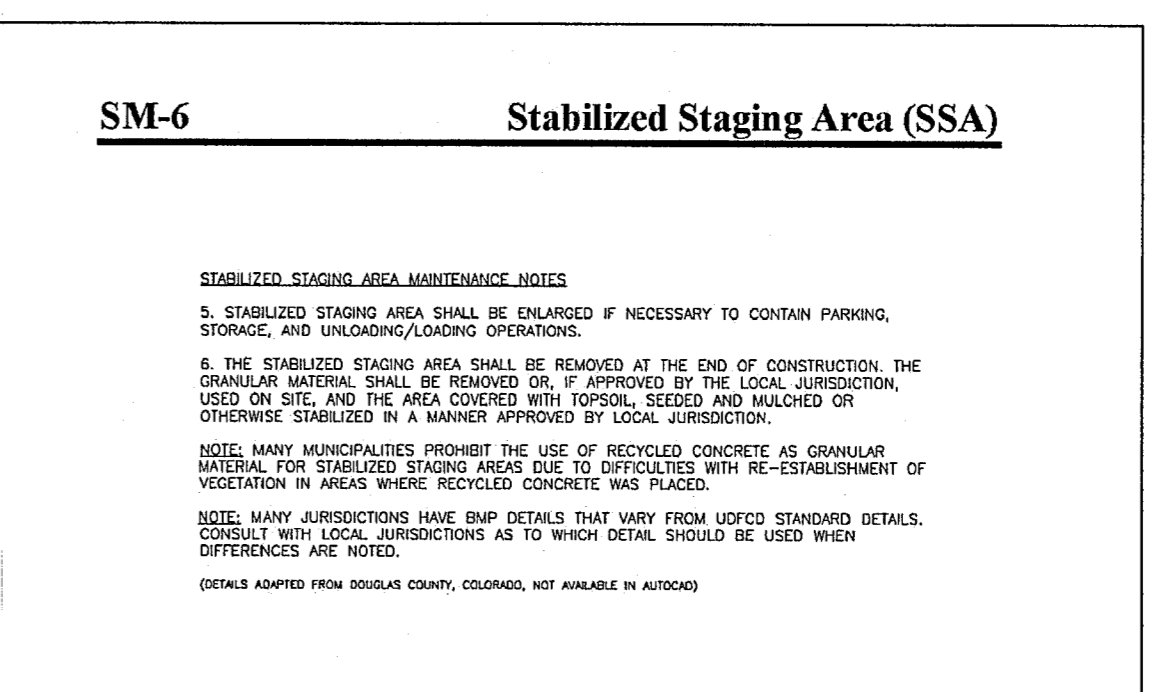 SM-6 Stabilized Staging Area (SSA)
STABILIZED STAGING AREA MAINTENANCE NOTES
5. STABILIZED STAGING AREA SHALL BE ENLARGED IF NECESSARY TO CONTAIN PARKING,
STORAGE, AND UNLOADING/LOADING OPERATIONS.
6. THE STABILIZED STAGING AREA SHALL BE REMOVED AT THE END OF CONSTRUCTION. THE
GRANULAR MATERIAL SHALL BE REMOVED OR, IF APPROVED BY THE LOCAL JURISDICTION,
USED ON SITE, AND THE AREA COVERED WITH TOPSOIL, SEEDED AND MULCHED OR
OTHERWISE STABILIZED IN A MANNER APPROVED BY LOCAL JURISDICTION.
NOTE: MANY MUNICIPALITIES PROHIBIT THE USE OF RECYCLED CONCRETE AS GRANULAR
MATERIAL FOR STABILIZED STAGING AREAS DUE TO DIFFICULTIES WITH RE-ESTABLISHMENT OF
VEGETATION IN AREAS WHERE RECYCLED CONCRETE WAS PLACED.
NOTE: MANY JURISDICTIONS HAVE BMP DETAILS THAT VARY FROM UDFCD STANDARD DETAILS.
CONSULT WITH LOCAL JURISDICTIONS AS TO WHICH DETAIL SHOULD BE USED WHEN
DIFFERENCES ARE NOTED.
(DETAILS ADAPTED FROM DOUGLAS COUNTY, COLORADO, NOT AVAILABLE IN AUTOCAD)